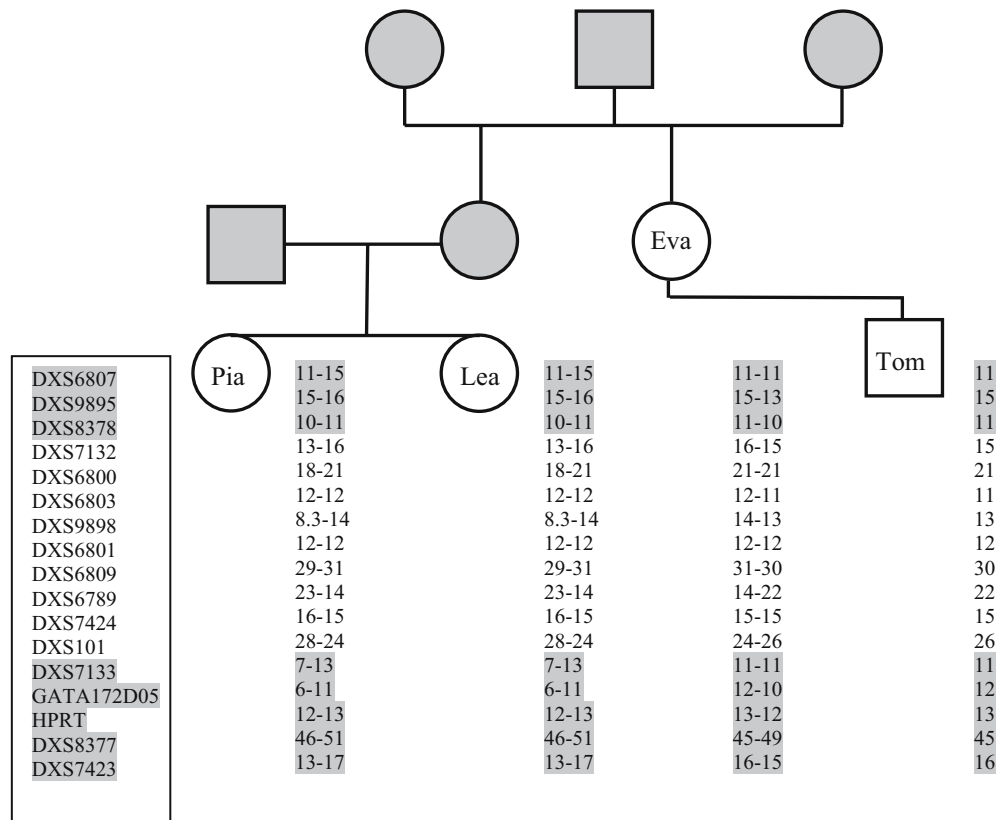 Eva
Pia
Lea
Tom
DXS6807 11-15 11-15 11-11 11
DXS9895 15-16 15-16 15-13 15
DXS8378 10-11 10-11 11-10 11
DXS7132 13-16 13-16 16-15 15
DXS6800 18-21 18-21 21-21 21
DXS6803 12-12 12-12 12-11 11
DXS9898 8.3-14 8.3-14 14-13 13
DXS6801 12-12 12-12 12-12 12
DXS6809 29-31 29-31 31-30 30
DXS6789 23-14 23-14 14-22 22
DXS7424 16-15 16-15 15-15 15
DXS101 28-24 28-24 24-26 26
DXS7133 7-13 7-13 11-11 11
GATA172D05 6-11 6-11 12-10 12
HPRT 12-13 12-13 13-12 13
DXS8377 46-51 46-51 45-49 45
DXS7423 13-17 13-17 16-15 16